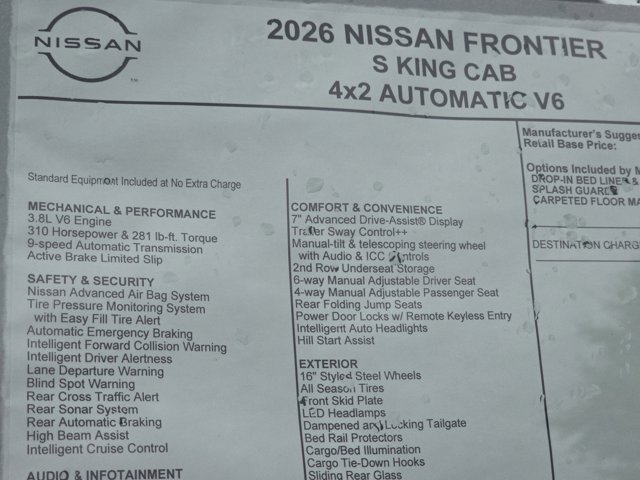 NISSAN
2026 NISSAN FRONTIER
S KING CAB
4x2 AUTOMATIC V6
Manufacturer's Sugges
Retail Base Price:
Options Included by M
DROP-IN BED LINER &
SPLASH GUARDS
CARPETED FLOOR MA
DESTINATION CHARG
Standard Equipment Included at No Extra Charge
MECHANICAL & PERFORMANCE
3.8L V6 Engine
310 Horsepower & 281 lb-ft. Torque
9-speed Automatic Transmission
Active Brake Limited Slip
SAFETY & SECURITY
Nissan Advanced Air Bag System
Tire Pressure Monitoring System
with Easy Fill Tire Alert
Automatic Emergency Braking
Intelligent Forward Collision Warning
Intelligent Driver Alertness
Lane Departure Warning
Blind Spot Warning
Rear Cross Traffic Alert
Rear Sonar System
Rear Automatic Braking
High Beam Assist
Intelligent Cruise Control
AUDIO & INFOTAINMENT
COMFORT & CONVENIENCE
7" Advanced Drive-Assist® Display
Trailer Sway Control++
Manual-tilt & telescoping steering wheel
with Audio & ICC Controls
2nd Row Underseat Storage
6-way Manual Adjustable Driver Seat
4-way Manual Adjustable Passenger Seat
Rear Folding Jump Seats
Power Door Locks w/ Remote Keyless Entry
Intelligent Auto Headlights
Hill Start Assist
EXTERIOR
16" Styled Steel Wheels
All Season Tires
Front Skid Plate
LED Headlamps
Dampened and Locking Tailgate
Bed Rail Protectors
Cargo/Bed Illumination
Cargo Tie-Down Hooks
Sliding Rear Glass